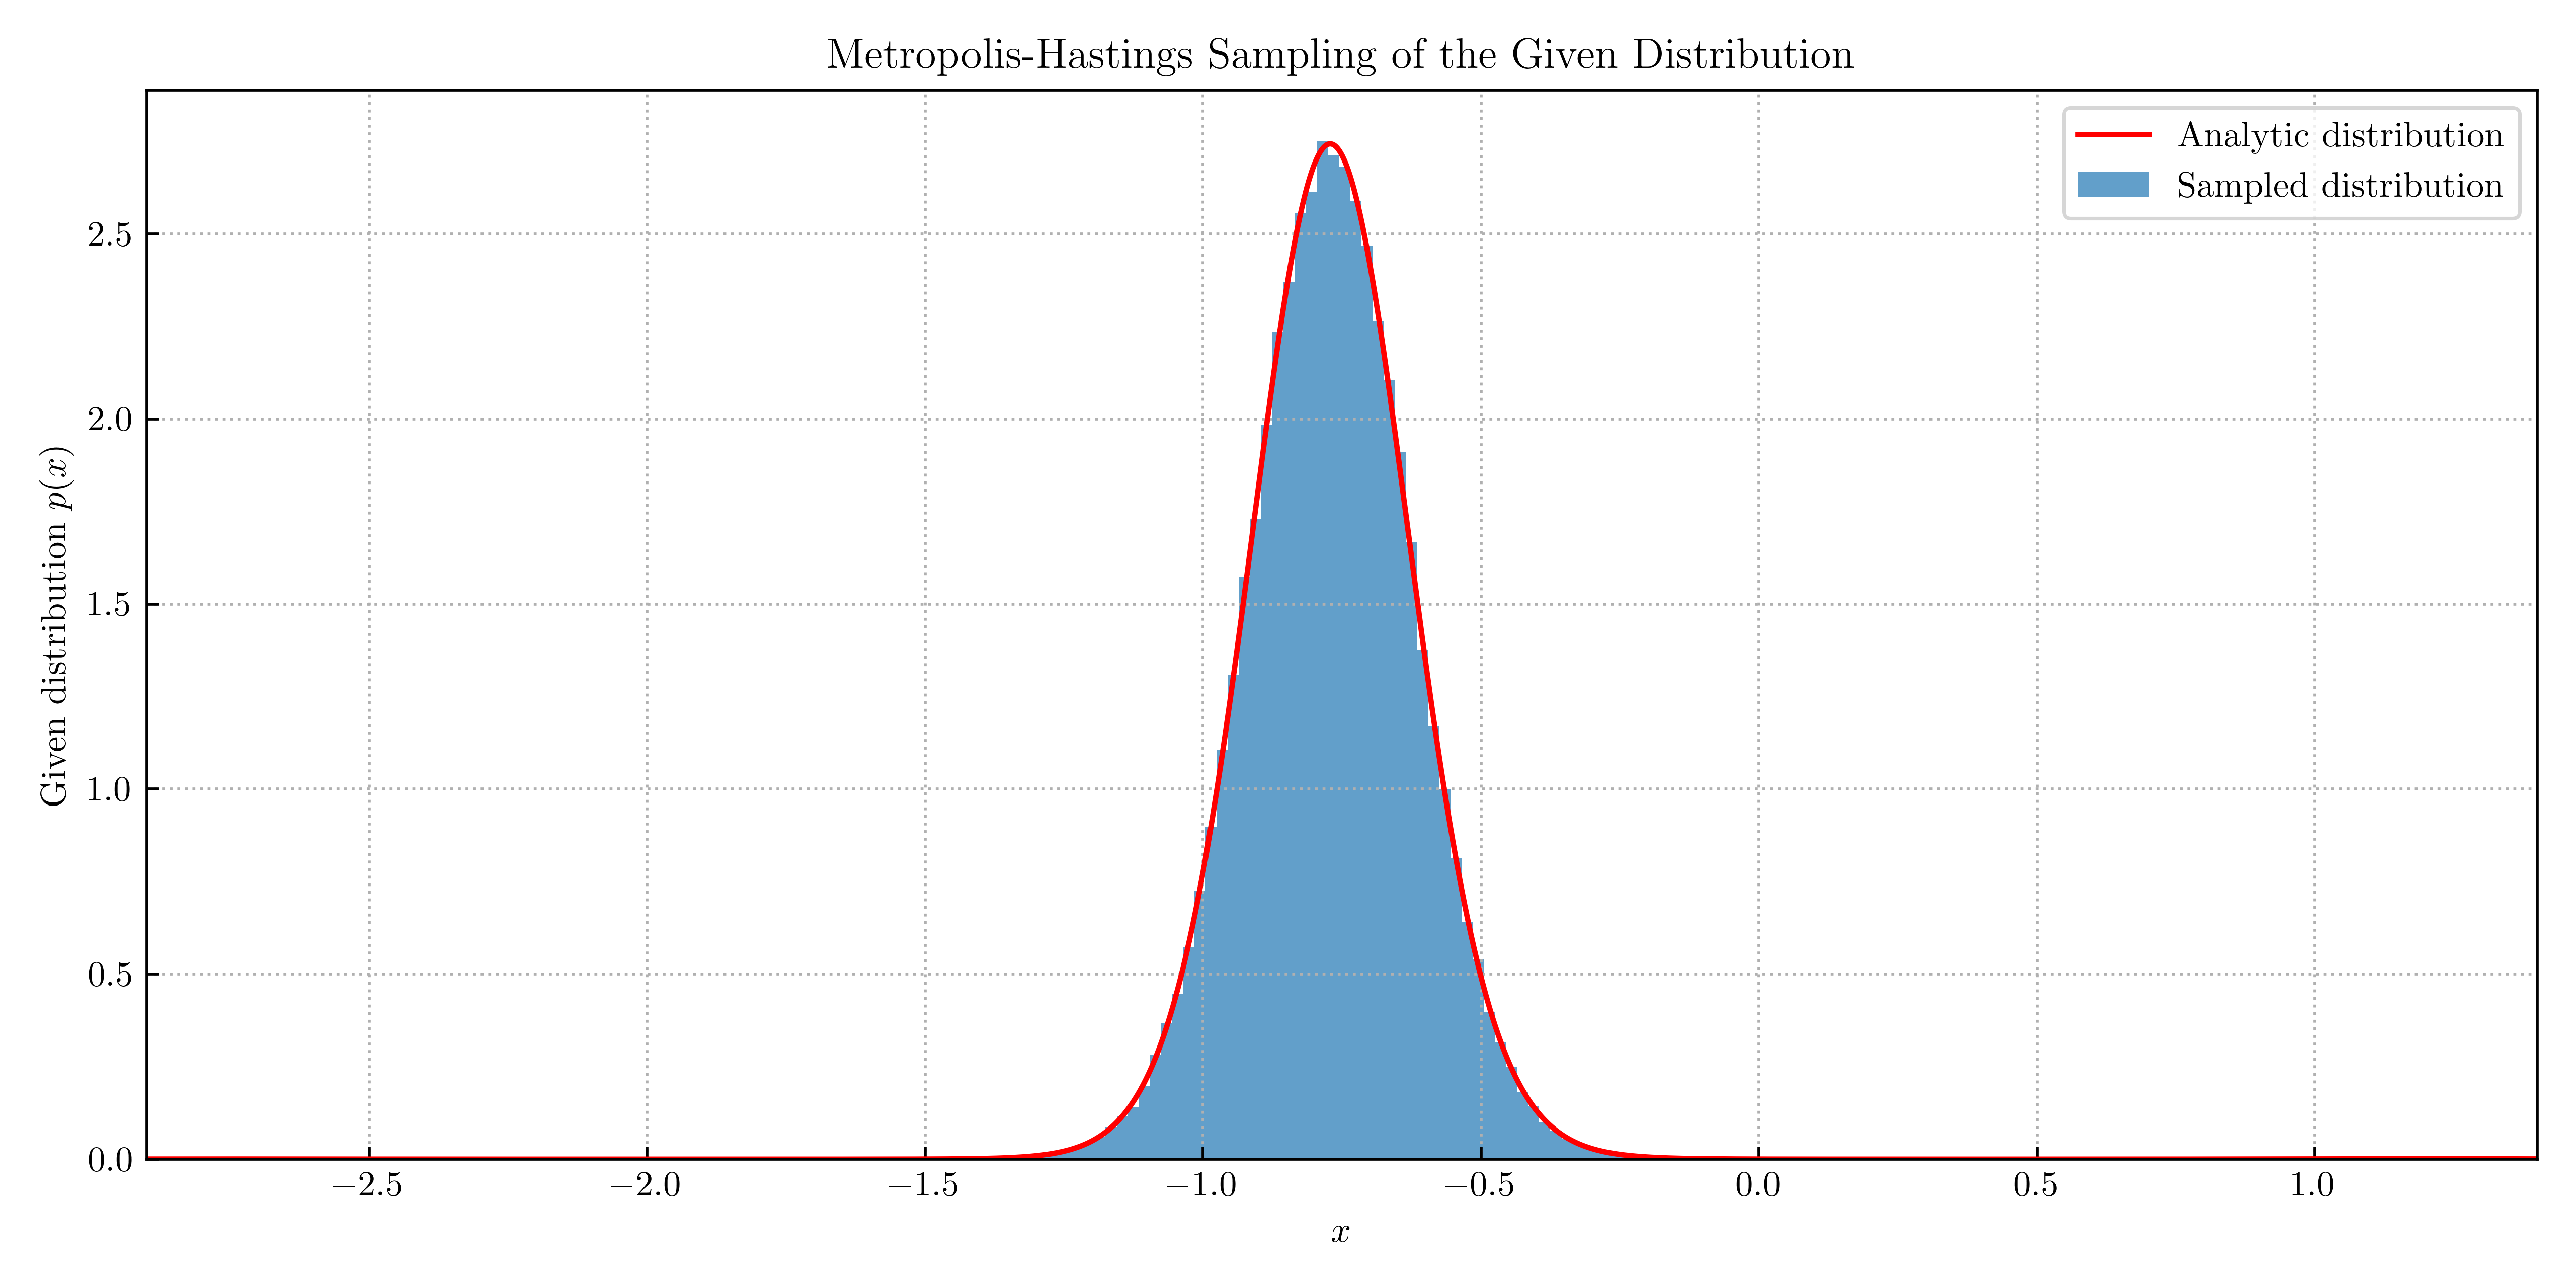 Metropolis-Hastings Sampling of the Given Distribution
Analytic distribution
Sampled distribution
Given distribution p(x)
2.5
2.0
1.5
1.0
0.5
0.0
−2.5 −2.0 −1.5 −1.0 −0.5 0.0 0.5 1.0
x